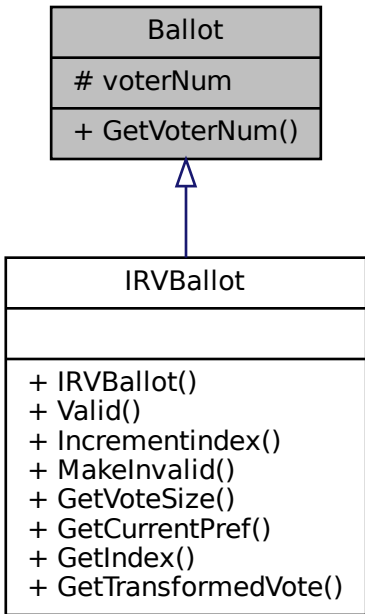 Ballot
# voterNum
+ GetVoterNum()
IRVBallot
+ IRVBallot()
+ Valid()
+ Incrementindex()
+ MakeInvalid()
+ GetVoteSize()
+ GetCurrentPref()
+ GetIndex()
+ GetTransformedVote()